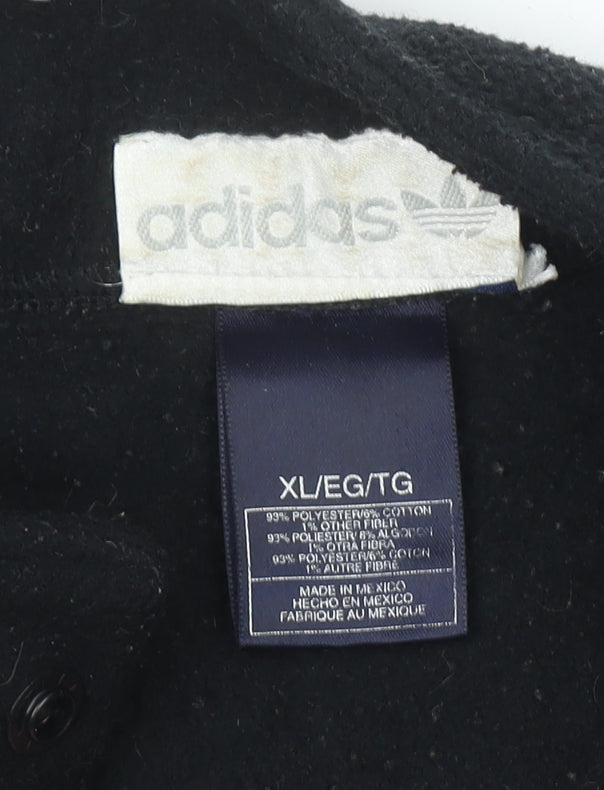 adidas
XL/EG/TG
93% POLYESTER/6% COTTON
1% OTHER FIBER
93% POLIESTER/6% ALGODON
1% OTRA FIBRA
93% POLYESTER/6% COTON
1% AUTRE FIBRE
MADE IN MEXICO
HECHO EN MEXICO
FABRIQUE AU MEXIQUE